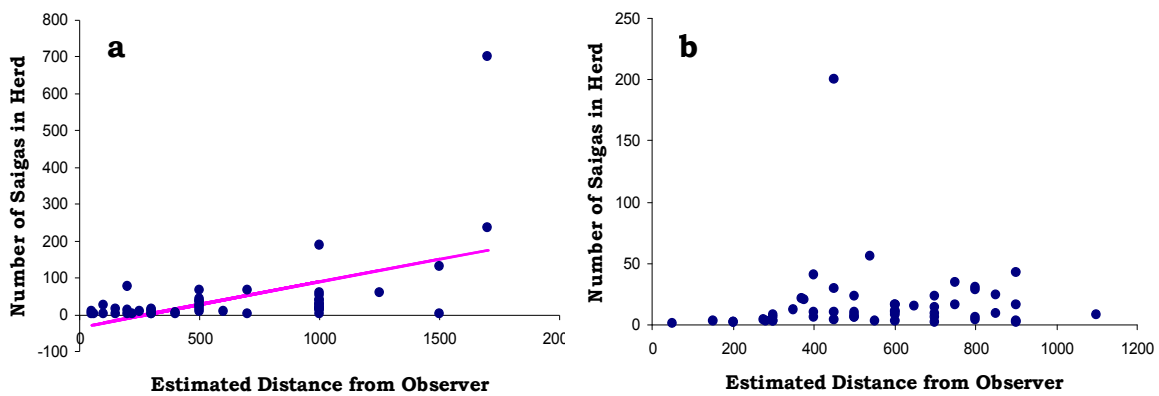 a
Number of Saigas in Herd
800
700
600
500
400
300
200
100
0
-100
0 500 1000 1500 200
Estimated Distance from Observer
b
Number of Saigas in Herd
250
200
150
100
50
0
0 200 400 600 800 1000 1200
Estimated Distance from Observer